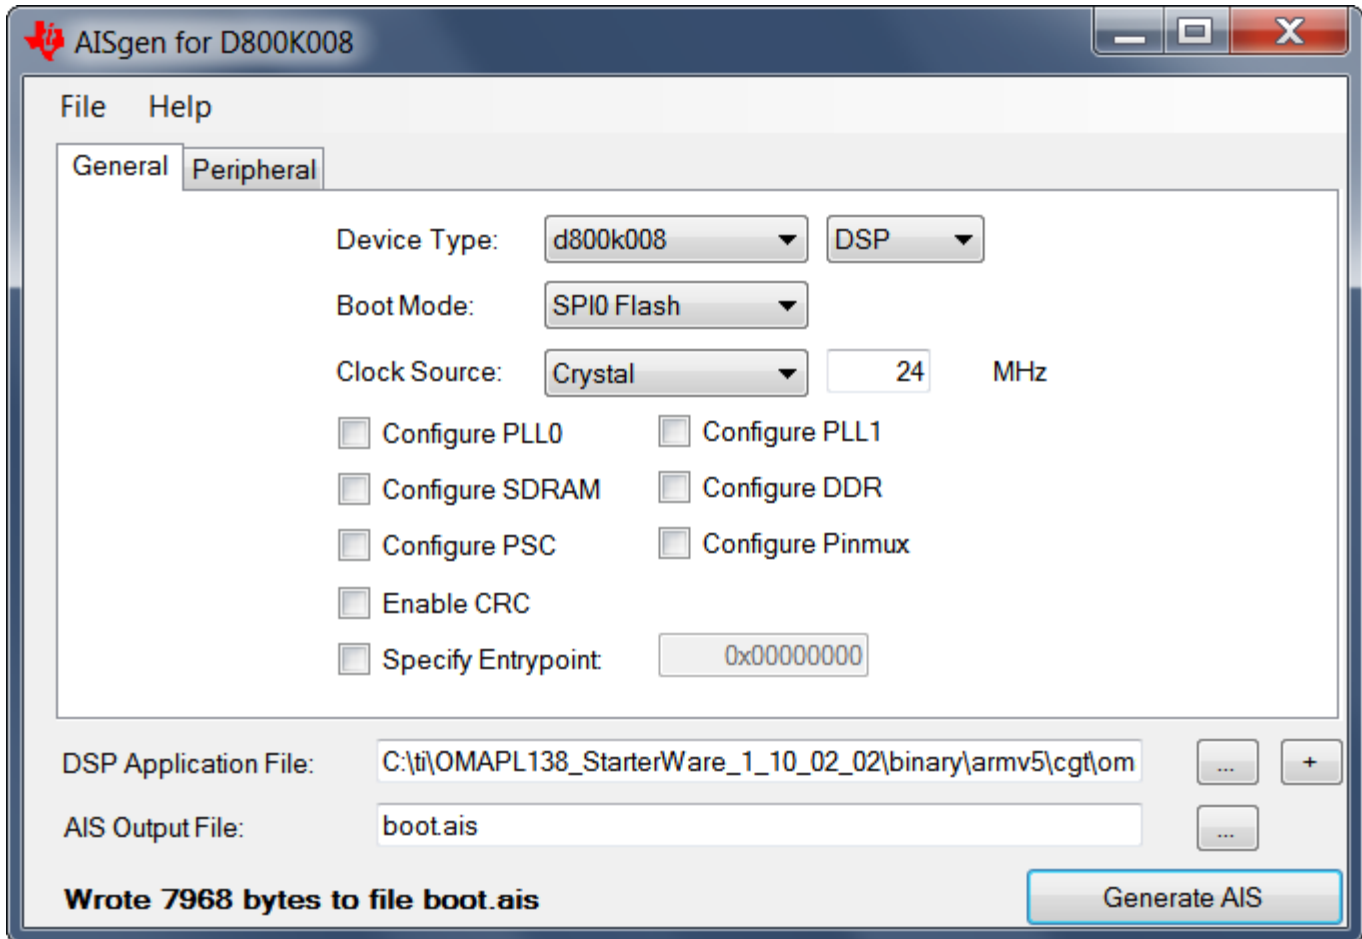 AISgen for D800K008
File Help
General Peripheral
Device Type: d800k008 DSP
Boot Mode: SPI0 Flash
Clock Source: Crystal 24 MHz
Configure PLL0 Configure PLL1
Configure SDRAM Configure DDR
Configure PSC Configure Pinmux
Enable CRC
Specify Entrypoint: 0x00000000
DSP Application File: C:\ti\OMAPL138_StarterWare_1_10_02_02\binary\armv5\cgt\om ... +
AIS Output File: boot.ais ...
Wrote 7968 bytes to file boot.ais Generate AIS